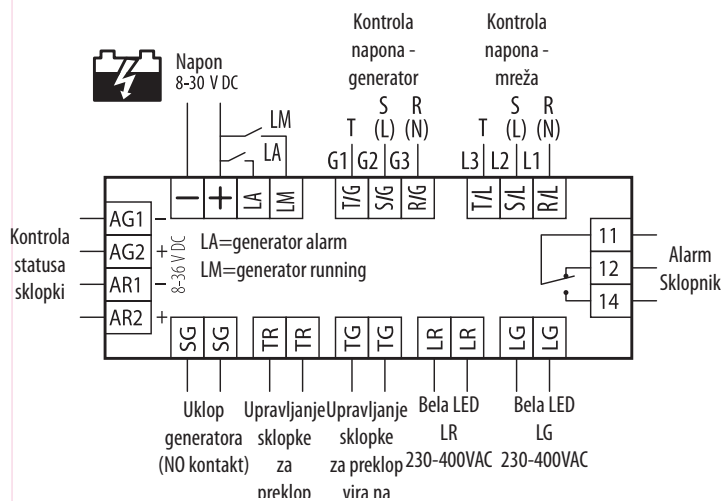 Kontrola
napona -
generator
Kontrola
napona -
mreža
Napon
8-30 V DC
LM
LA
T
S
(L)
R
(N)
T
S
(L)
R
(N)
G1 G2 G3
L3 L2 L1
− + LA LM
T/G S/G R/G
T/L S/L R/L
Kontrola
statusa
sklopki
AG1 −
AG2 +
AR1 −
AR2 +
8-36 V DC
LA=generator alarm
LM=generator running
11
12
14
Alarm
Sklopnik
SG SG TR TR TG TG LR LR LG LG
Uklop
generatora
(NO kontakt)
Upravljanje
sklopke
za
preklop
Upravljanje
sklopke
za preklop
vira na
Bela LED
LR
230-400VAC
Bela LED
LG
230-400VAC